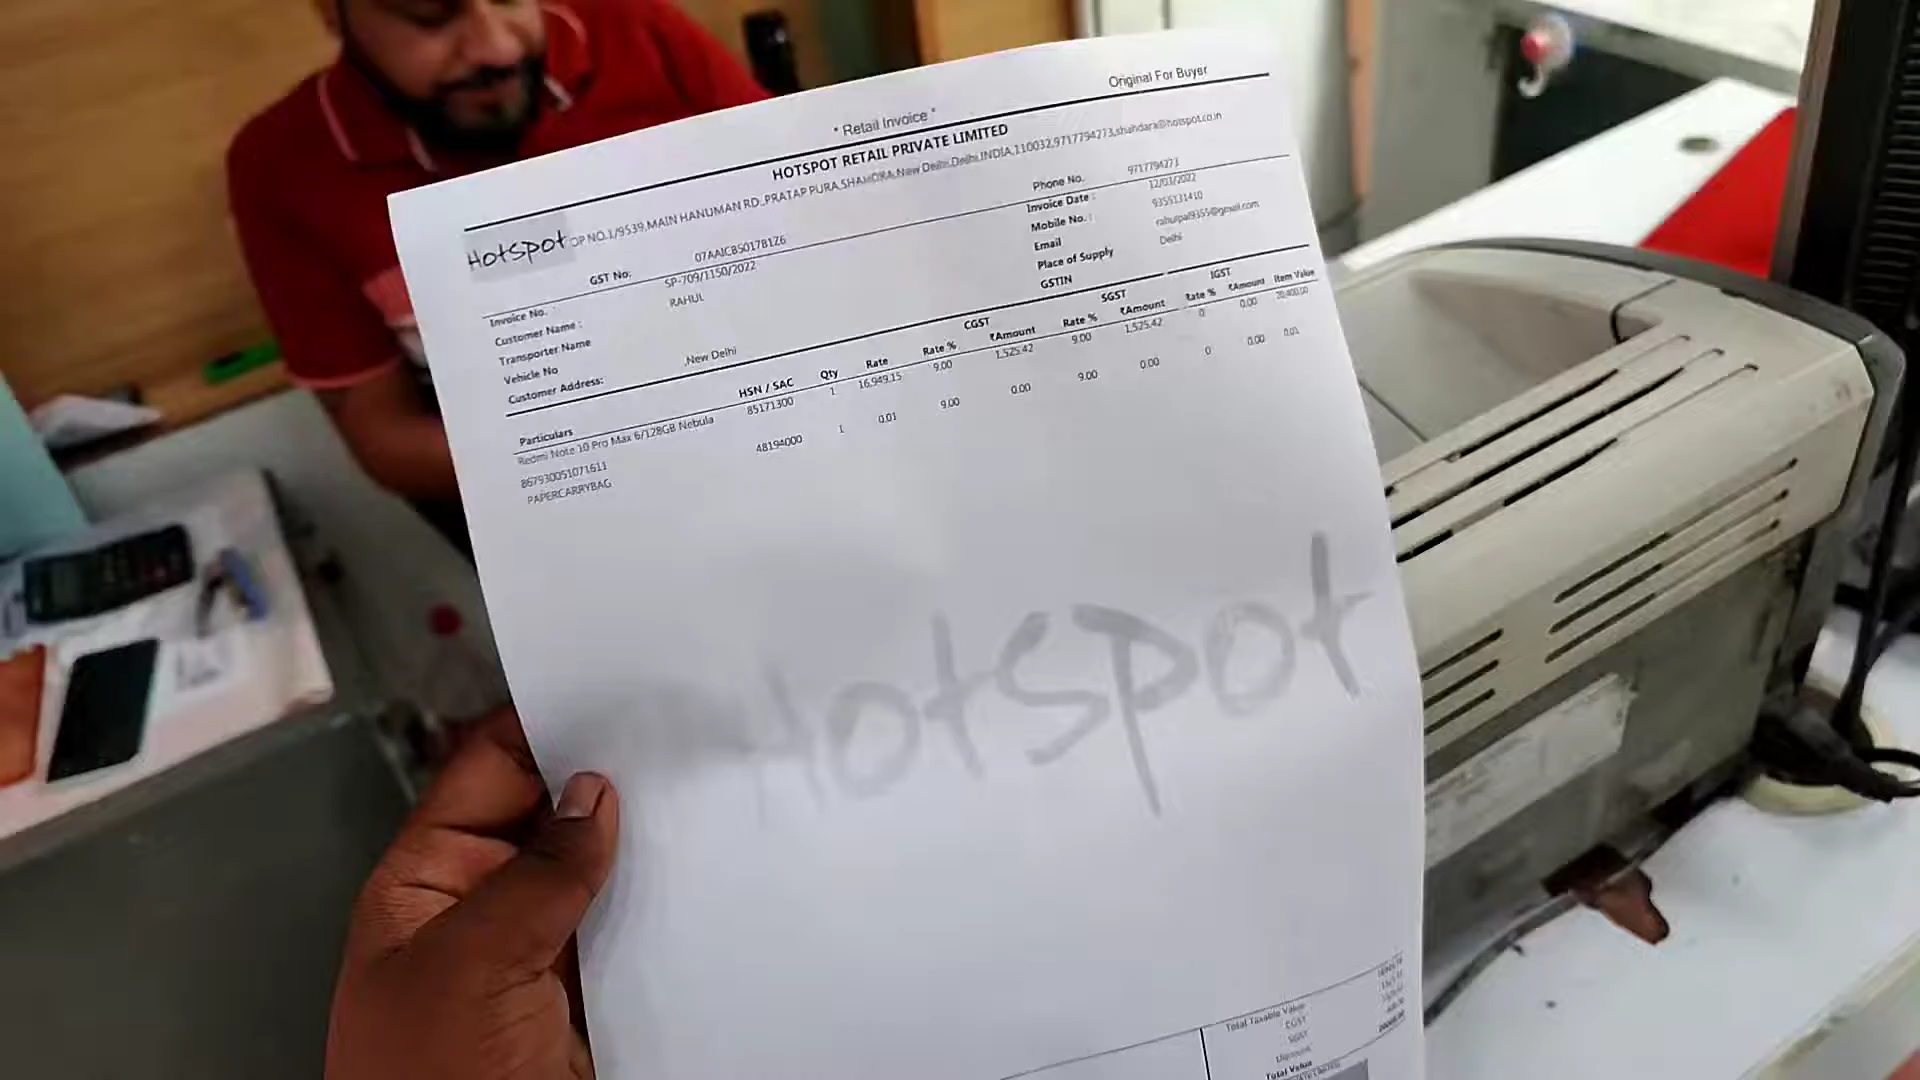 Original For Buyer
* Retail Invoice *
HOTSPOT RETAIL PRIVATE LIMITED
Hotspot OP NO.1/9539,MAIN HANUMAN RD.,PRATAP PURA,SHAHDRA,New Delhi,Delhi,INDIA,110032,9717794273,shahdara@hotspot.co.in
GST No: 07AAICB5017B1Z6
Phone No. 9717794273
Invoice No. SP-709/1150/2022
Invoice Date : 12/03/2022
Customer Name : RAHUL
Mobile No. : 9355131410
Transporter Name
Email rahulpal9355@gmail.com
Vehicle No
Place of Supply Delhi
Customer Address: ,New Delhi
GSTIN
CGST SGST IGST
Particulars HSN / SAC Qty Rate Rate % ₹Amount Rate % ₹Amount Rate % ₹Amount Item Value
Redmi Note 10 Pro Max 6/128GB Nebula 85171300 1 16,949.15 9.00 1,525.42 9.00 1,525.42 0 0.00 20,400.00
867930051071611
PAPERCARRYBAG 48194000 1 0.01 9.00 0.00 9.00 0.00 0 0.00 0.01
Hotspot
Total Taxable Value
CGST
SGST
Discount
Total Value